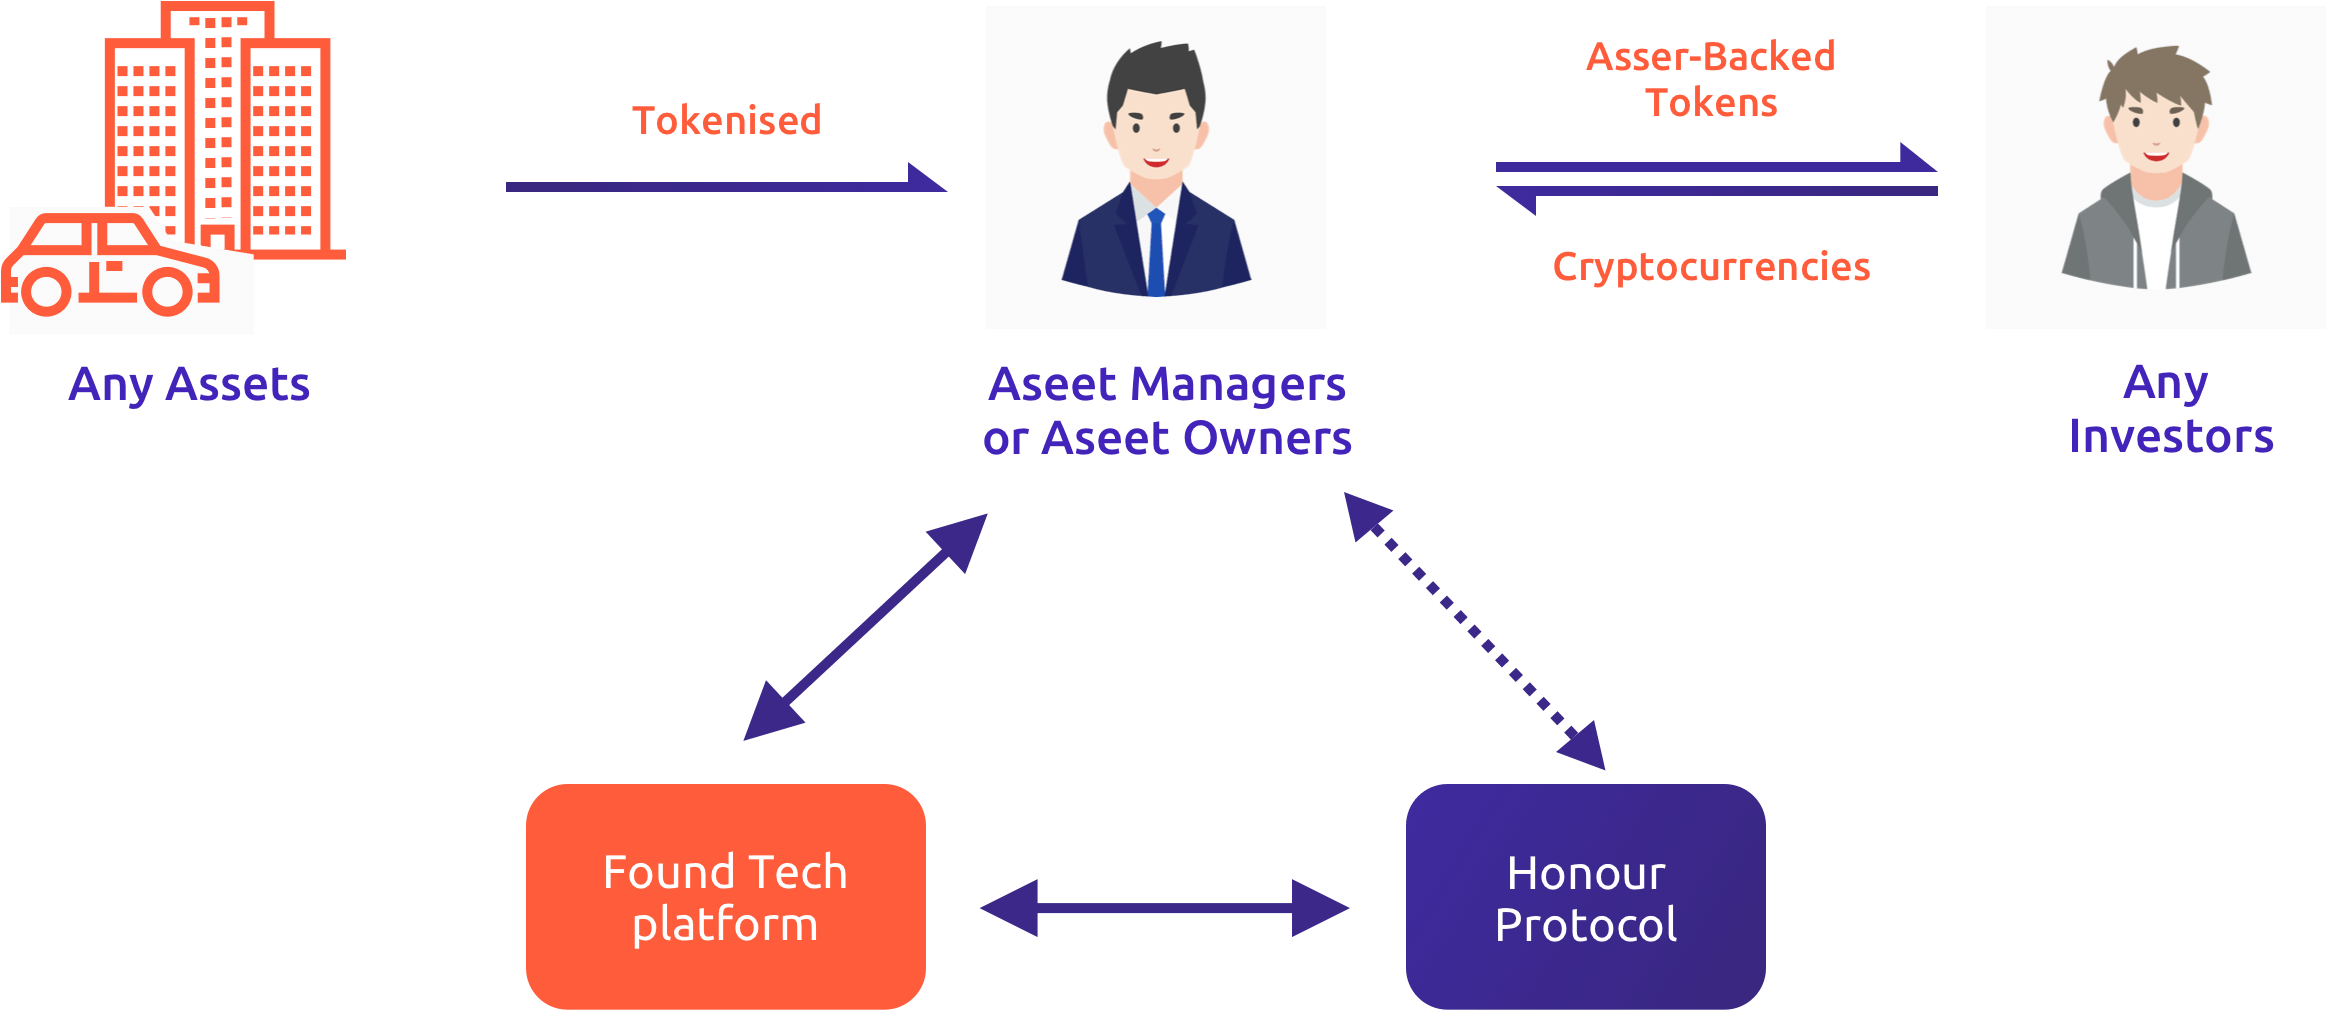 Tokenised
Asser-Backed
Tokens
Cryptocurrencies
Any Assets
Aseet Managers
or Aseet Owners
Any
Investors
Found Tech
platform
Honour
Protocol